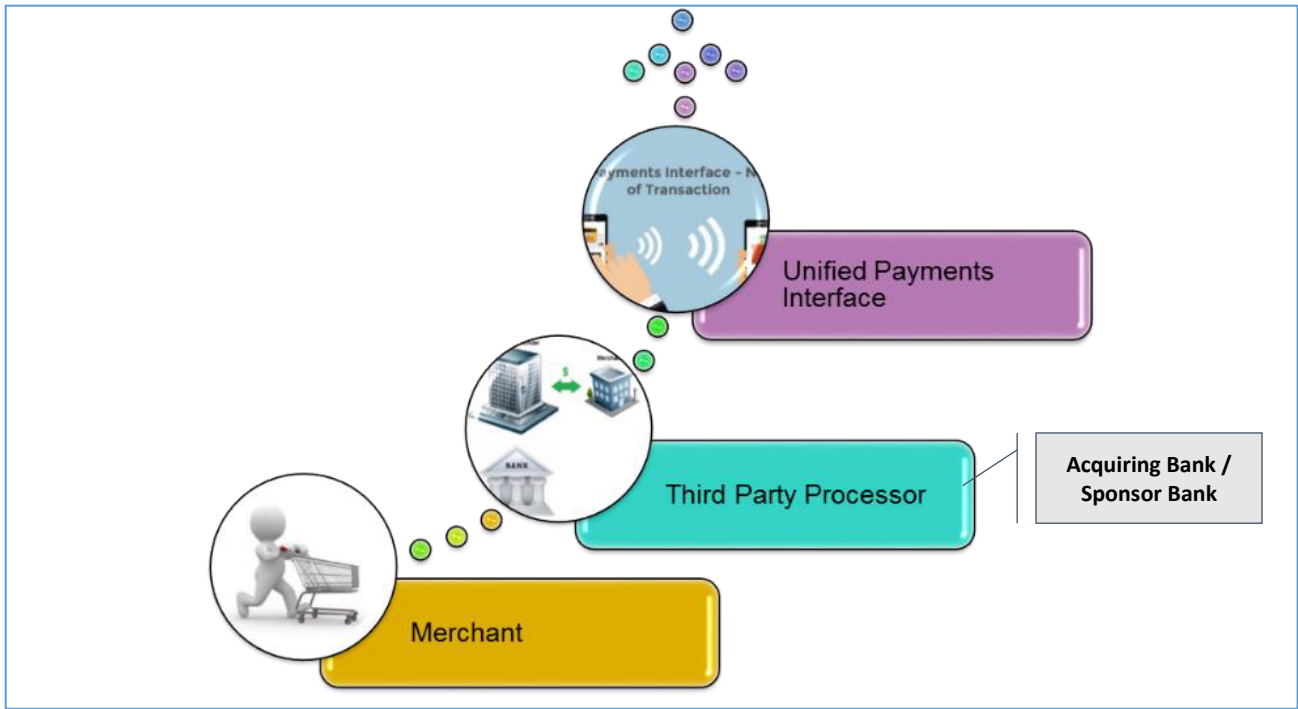 ayments Interface - N
of Transaction
Unified Payments
Interface
$
BANK
Third Party Processor
Acquiring Bank /
Sponsor Bank
Merchant